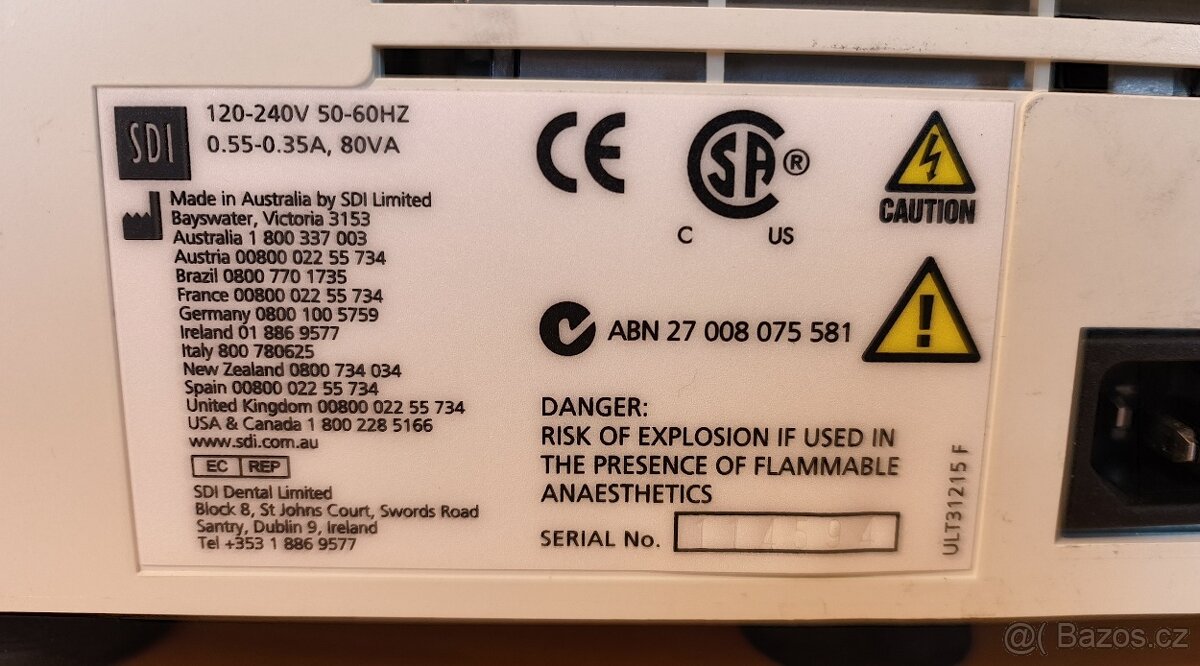 SDI
120-240V 50-60HZ
0.55-0.35A, 80VA
Made in Australia by SDI Limited
Bayswater, Victoria 3153
Australia 1 800 337 003
Austria 00800 022 55 734
Brazil 0800 770 1735
France 00800 022 55 734
Germany 0800 100 5759
Ireland 01 886 9577
Italy 800 780625
New Zealand 0800 734 034
Spain 00800 022 55 734
United Kingdom 00800 022 55 734
USA & Canada 1 800 228 5166
www.sdi.com.au
EC REP
SDI Dental Limited
Block 8, St Johns Court, Swords Road
Santry, Dublin 9, Ireland
Tel +353 1 886 9577
CE
SA ®
C US
CAUTION
!
ABN 27 008 075 581
DANGER:
RISK OF EXPLOSION IF USED IN
THE PRESENCE OF FLAMMABLE
ANAESTHETICS
SERIAL No.
ULT31215 F
@( Bazos.cz